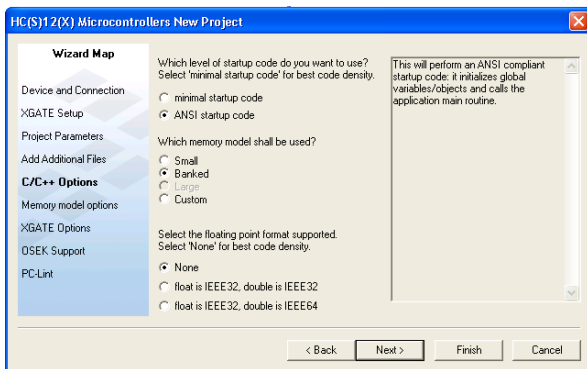 HC(S)12(X) Microcontrollers New Project
Wizard Map
Device and Connection
XGATE Setup
Project Parameters
Add Additional Files
C/C++ Options
Memory model options
XGATE Options
OSEK Support
PC-Lint
Which level of startup code do you want to use?
Select 'minimal startup code' for best code density.
minimal startup code
ANSI startup code
Which memory model shall be used?
Small
Banked
Large
Custom
Select the floating point format supported.
Select 'None' for best code density.
None
float is IEEE32, double is IEEE32
float is IEEE32, double is IEEE64
This will perform an ANSI compliant
startup code: it initializes global
variables/objects and calls the
application main routine.
< Back
Next >
Finish
Cancel